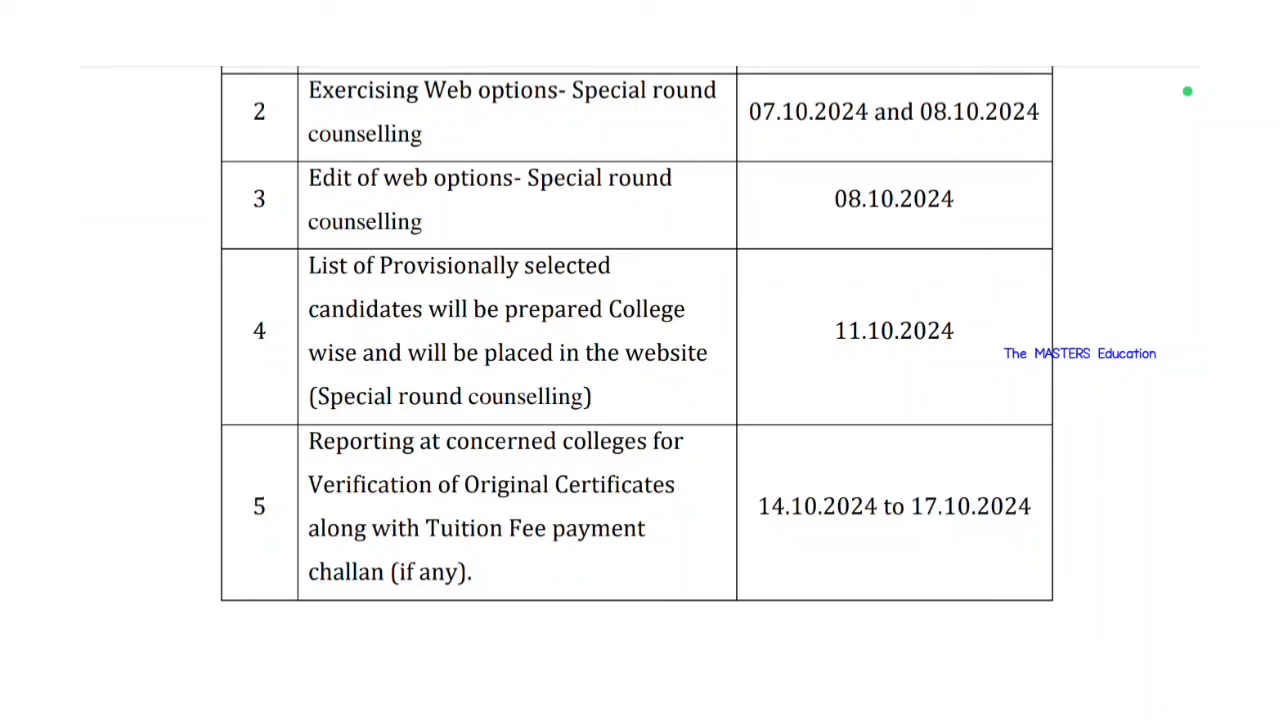 2
Exercising Web options- Special round
counselling
07.10.2024 and 08.10.2024
3
Edit of web options- Special round
counselling
08.10.2024
4
List of Provisionally selected
candidates will be prepared College
wise and will be placed in the website
(Special round counselling)
11.10.2024
The MASTERS Education
5
Reporting at concerned colleges for
Verification of Original Certificates
along with Tuition Fee payment
challan (if any).
14.10.2024 to 17.10.2024